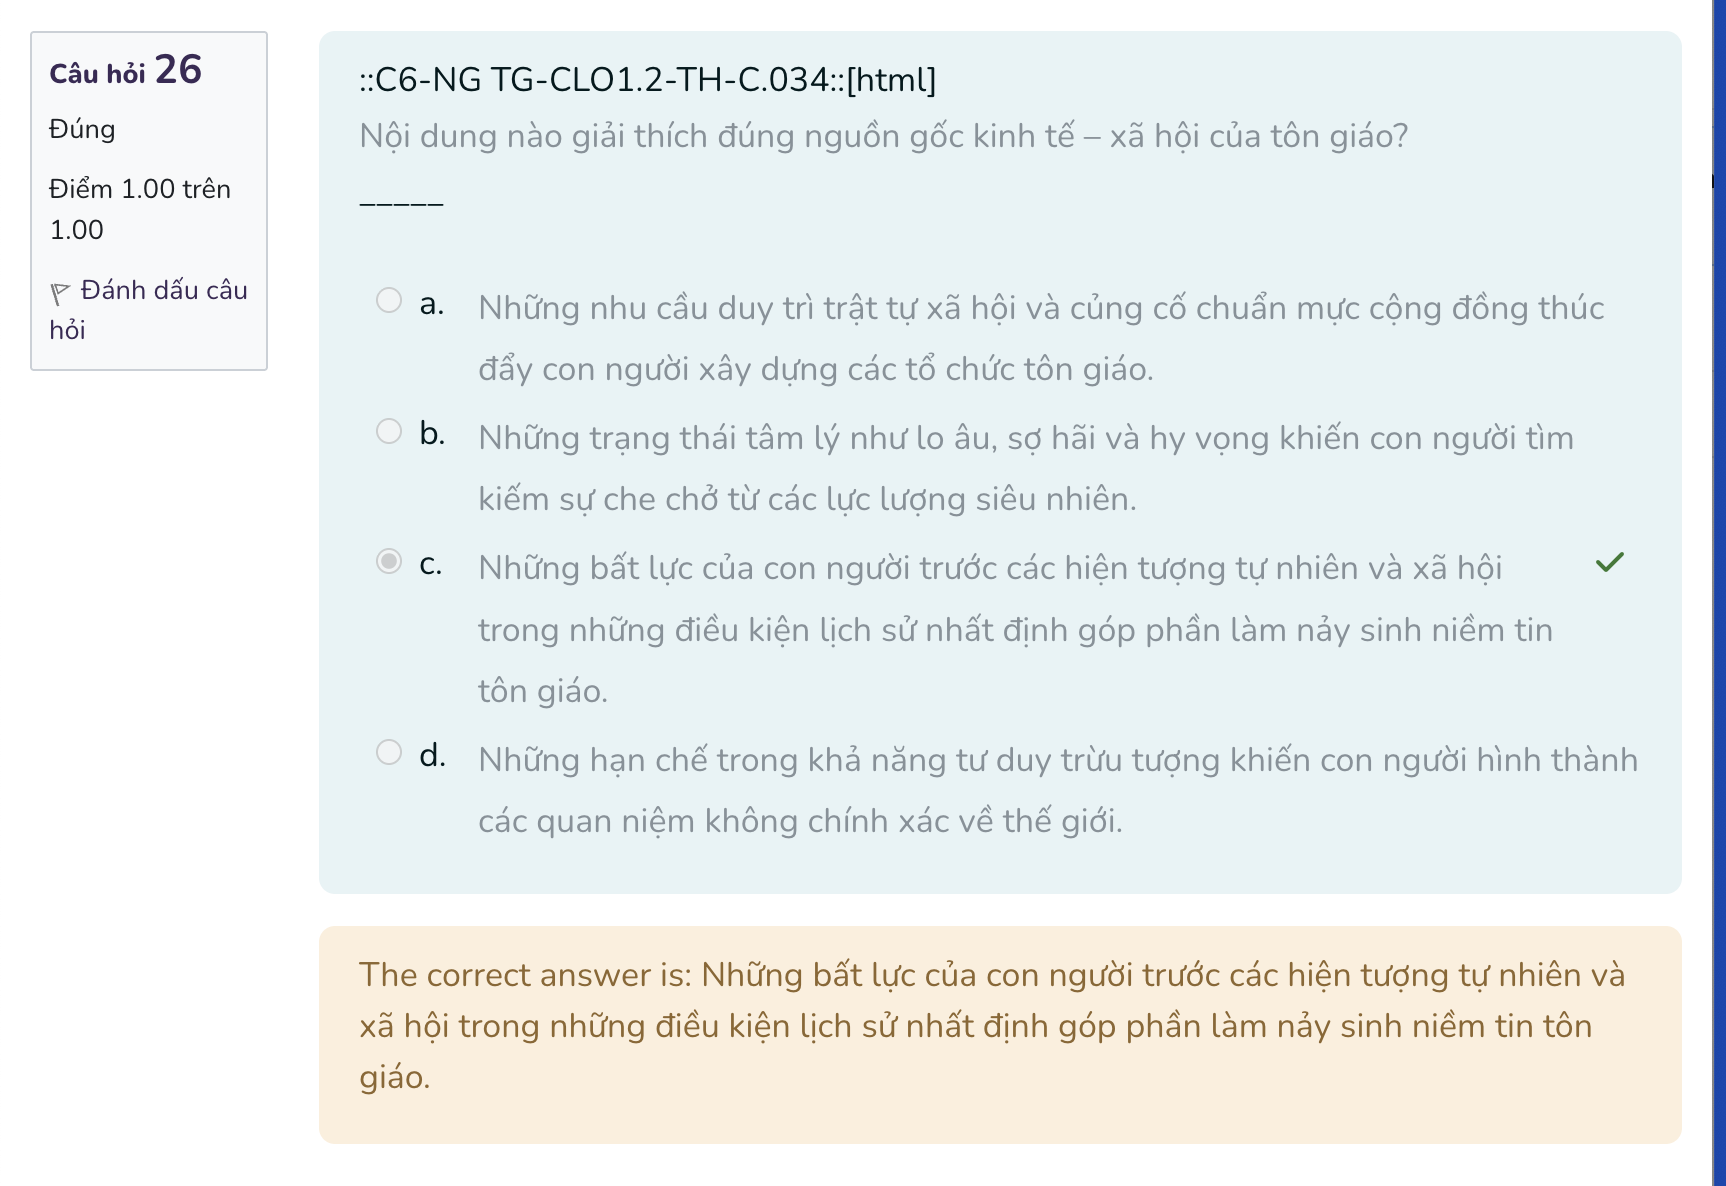 Câu hỏi 26
Đúng
Điểm 1.00 trên
1.00
Đánh dấu câu
hỏi
::C6-NG TG-CLO1.2-TH-C.034::[html]
Nội dung nào giải thích đúng nguồn gốc kinh tế – xã hội của tôn giáo?
_____
a. Những nhu cầu duy trì trật tự xã hội và củng cố chuẩn mực cộng đồng thúc
đẩy con người xây dựng các tổ chức tôn giáo.
b. Những trạng thái tâm lý như lo âu, sợ hãi và hy vọng khiến con người tìm
kiếm sự che chở từ các lực lượng siêu nhiên.
c. Những bất lực của con người trước các hiện tượng tự nhiên và xã hội
trong những điều kiện lịch sử nhất định góp phần làm nảy sinh niềm tin
tôn giáo.
d. Những hạn chế trong khả năng tư duy trừu tượng khiến con người hình thành
các quan niệm không chính xác về thế giới.
The correct answer is: Những bất lực của con người trước các hiện tượng tự nhiên và
xã hội trong những điều kiện lịch sử nhất định góp phần làm nảy sinh niềm tin tôn
giáo.